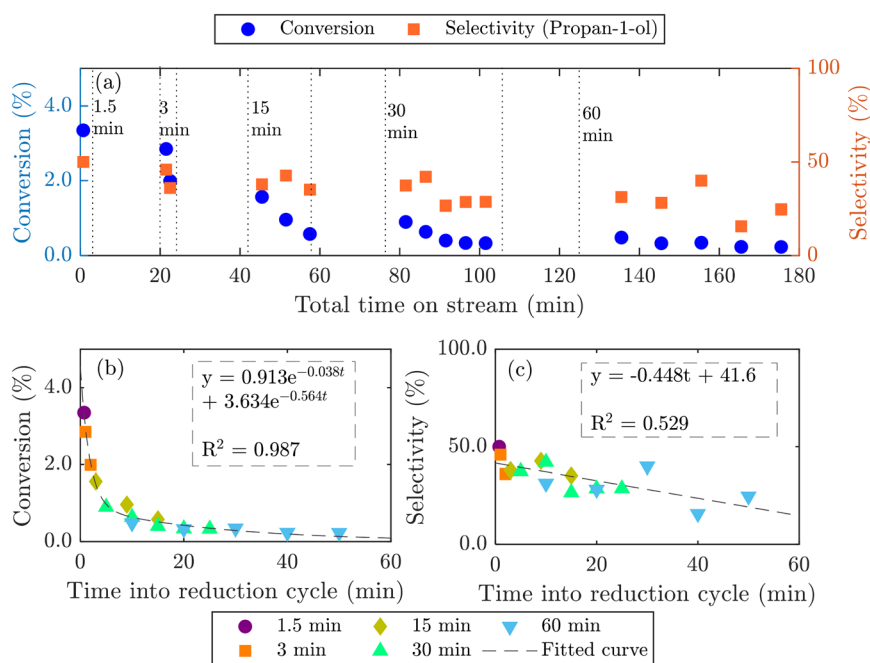 Conversion Selectivity (Propan-1-ol)
(a)
100
4.0
1.5
min
3
min
15
min
30
min
60
min
Conversion (%)
2.0
50
Selectivity (%)
0.0
0
0 20 40 60 80 100 120 140 160 180
Total time on stream (min)
(b)
Conversion (%)
4.0
2.0
0.0
y = 0.913e^{-0.038t}
+ 3.634e^{-0.564t}
R² = 0.987
0 20 40 60
Time into reduction cycle (min)
100.0
(c)
Selectivity (%)
50.0
0.0
y = -0.448t + 41.6
R² = 0.529
0 20 40 60
Time into reduction cycle (min)
1.5 min 15 min 60 min
3 min 30 min Fitted curve